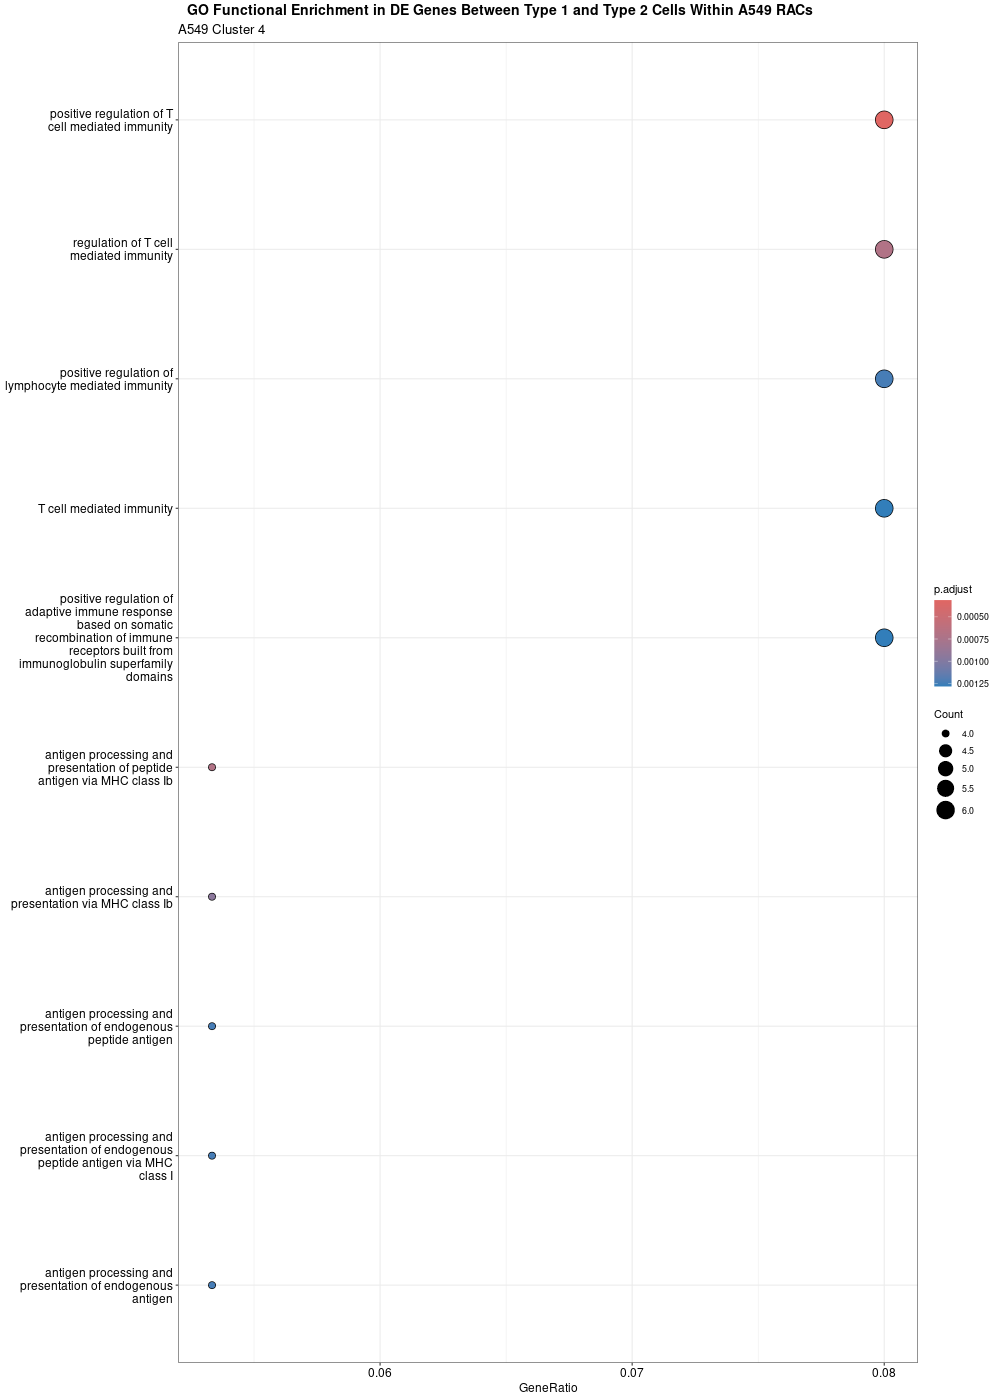 GO Functional Enrichment in DE Genes Between Type 1 and Type 2 Cells Within A549 RACs
A549 Cluster 4
positive regulation of T
cell mediated immunity
regulation of T cell
mediated immunity
positive regulation of
lymphocyte mediated immunity
T cell mediated immunity
positive regulation of
adaptive immune response
based on somatic
recombination of immune
receptors built from
immunoglobulin superfamily
domains
antigen processing and
presentation of peptide
antigen via MHC class Ib
antigen processing and
presentation via MHC class Ib
antigen processing and
presentation of endogenous
peptide antigen
antigen processing and
presentation of endogenous
peptide antigen via MHC
class I
antigen processing and
presentation of endogenous
antigen
0.06
0.07
0.08
GeneRatio
p.adjust
0.00050
0.00075
0.00100
0.00125
Count
4.0
4.5
5.0
5.5
6.0